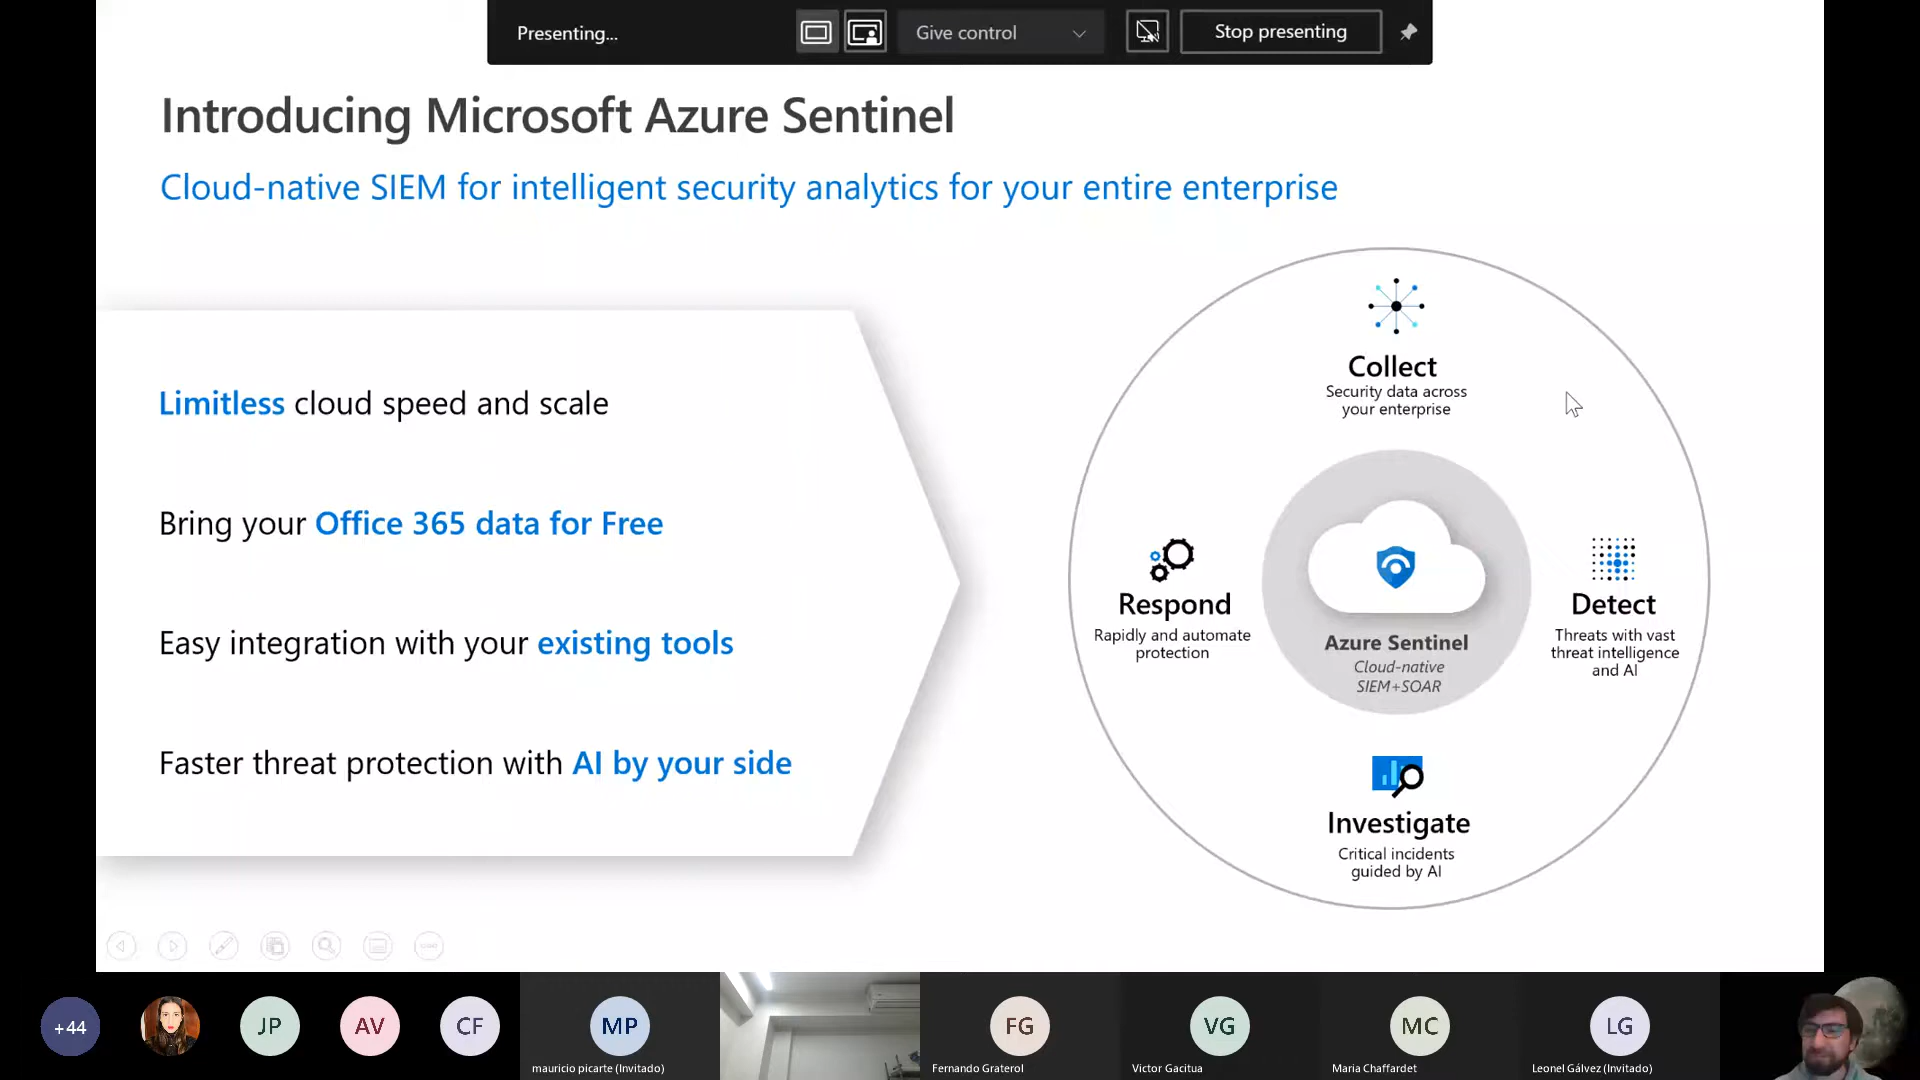 Presenting...
Give control
Stop presenting
Introducing Microsoft Azure Sentinel
Cloud-native SIEM for intelligent security analytics for your entire enterprise
Limitless cloud speed and scale
Bring your Office 365 data for Free
Easy integration with your existing tools
Faster threat protection with AI by your side
Collect
Security data across
your enterprise
Respond
Rapidly and automate
protection
Azure Sentinel
Cloud-native
SIEM+SOAR
Detect
Threats with vast
threat intelligence
and AI
Investigate
Critical incidents
guided by AI
+44
JP
AV
CF
MP
mauricio picarte (Invitado)
FG
Fernando Graterol
VG
Victor Gacitua
MC
Maria Chaffardet
LG
Leonel Gálvez (Invitado)